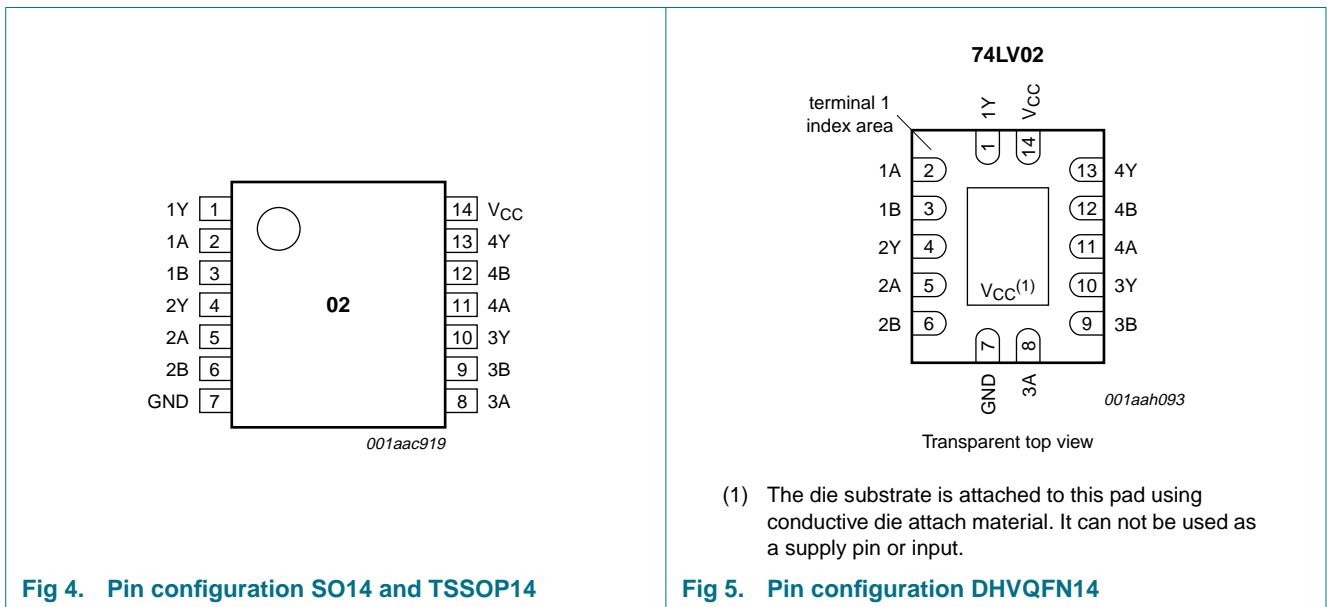 1Y 1
1A 2
1B 3
2Y 4
2A 5
2B 6
GND 7
02
14 VCC
13 4Y
12 4B
11 4A
10 3Y
9 3B
8 3A
001aac919
Fig 4. Pin configuration SO14 and TSSOP14
74LV02
terminal 1
index area
1Y VCC
1 14
1A 2
1B 3
2Y 4
2A 5
2B 6
13 4Y
12 4B
11 4A
10 3Y
9 3B
VCC(1)
7 8
GND 3A
001aah093
Transparent top view
(1) The die substrate is attached to this pad using
conductive die attach material. It can not be used as
a supply pin or input.
Fig 5. Pin configuration DHVQFN14